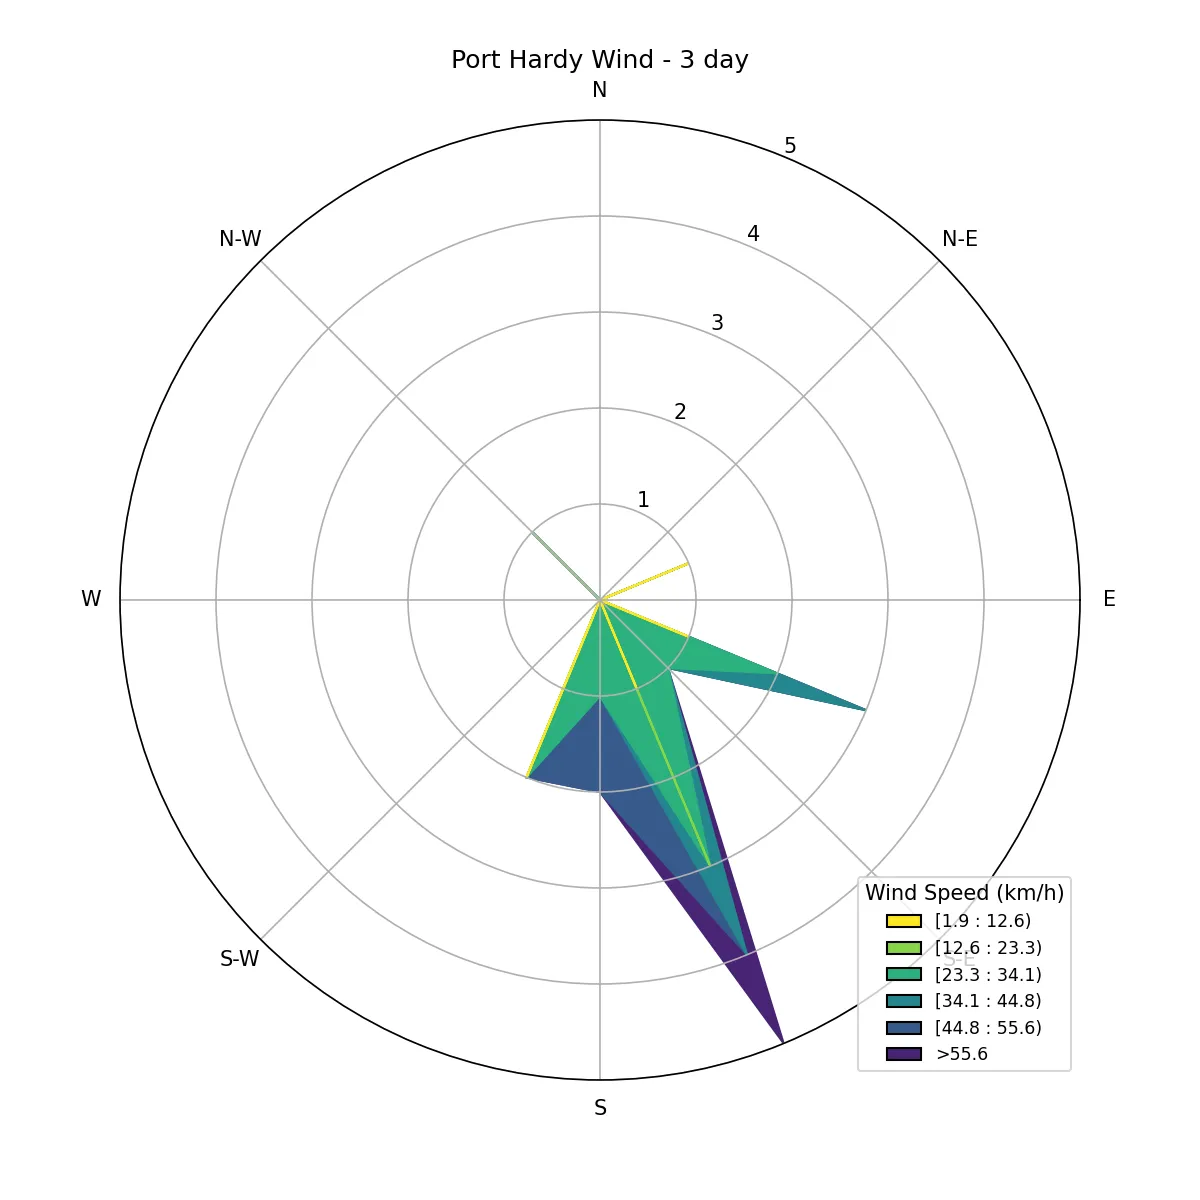 Port Hardy Wind - 3 day
N
5
N-W
4
N-E
3
2
1
W
E
Wind Speed (km/h)
[1.9 : 12.6)
[12.6 : 23.3)
S-W
S-E
[23.3 : 34.1)
[34.1 : 44.8)
[44.8 : 55.6)
>55.6
S